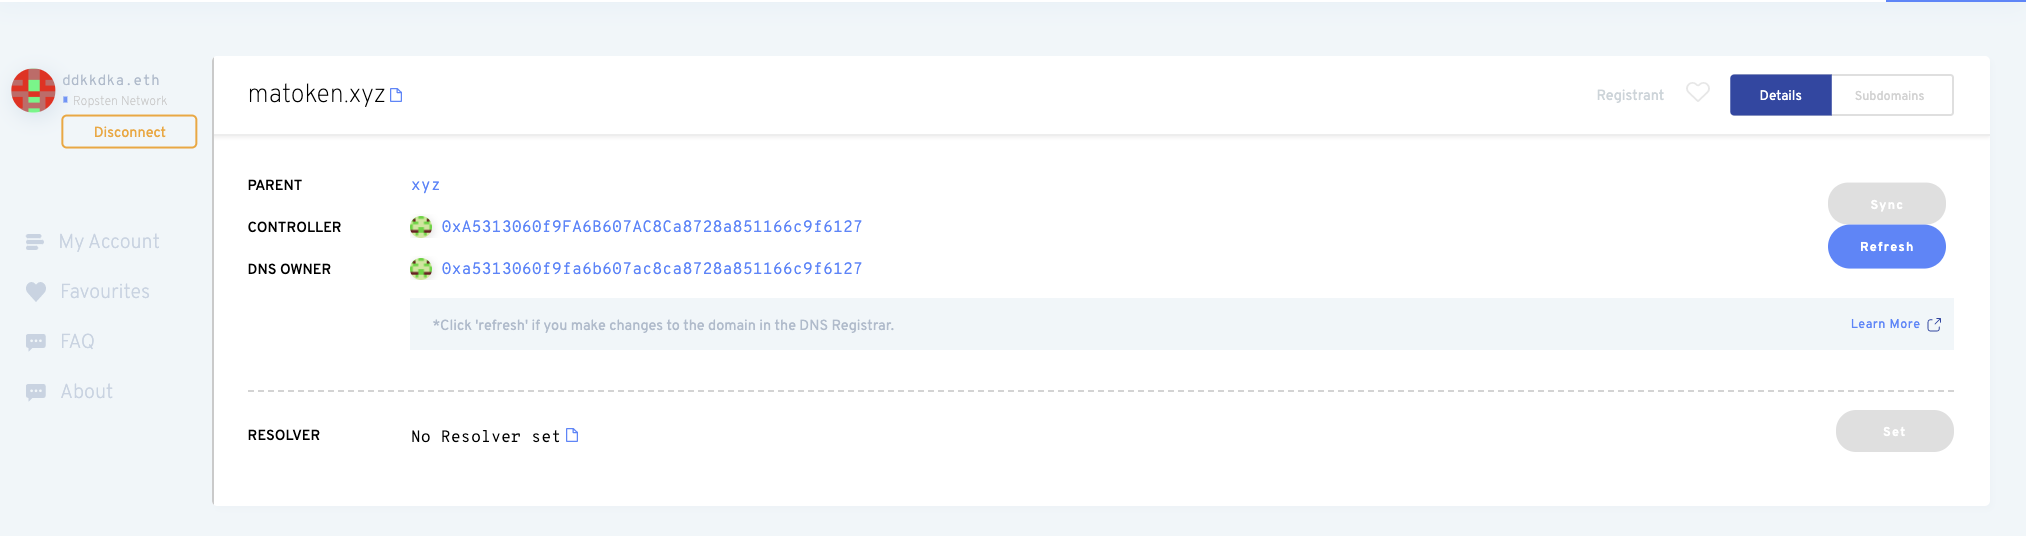 ddkkdka.eth
Ropsten Network
Disconnect
My Account
Favourites
FAQ
About
matoken.xyz
Registrant
Details
Subdomains
PARENT
xyz
Sync
CONTROLLER
0xA5313060f9FA6B607AC8Ca8728a851166c9f6127
Refresh
DNS OWNER
0xa5313060f9fa6b607ac8ca8728a851166c9f6127
*Click 'refresh' if you make changes to the domain in the DNS Registrar.
Learn More
RESOLVER
No Resolver set
Set